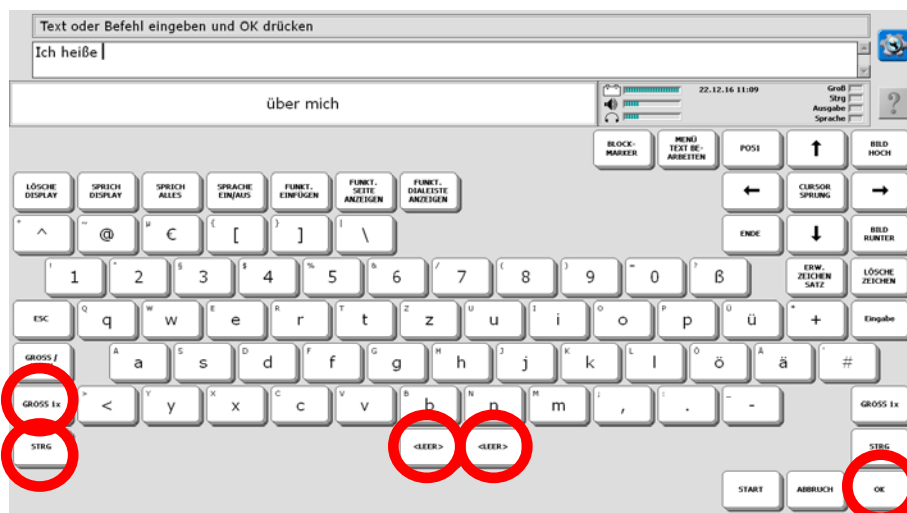 Text oder Befehl eingeben und OK drücken
Ich heiße
über mich
22.12.16 11:09
Groß
Strg
Ausgabe
Sprache
?
BLOCK-
MARKER
MENÜ
TEXT BE-
ARBEITEN
POS1
↑
BILD
HOCH
LÖSCHE
DISPLAY
SPRICH
DISPLAY
SPRICH
ALLES
SPRACHE
EIN/AUS
FUNKT.
EINFÜGEN
FUNKT.
SEITE
ANZEIGEN
FUNKT.
DIALEISTE
ANZEIGEN
←
CURSOR
SPRUNG
→
° ^ ~ @ µ € { [ } ] | \
ENDE
↓
BILD
RUNTER
! 1 " 2 § 3 $ 4 % 5 & 6 / 7 ( 8 ) 9 = 0 ? ß
ERW.
ZEICHEN
SATZ
LÖSCHE
ZEICHEN
ESC Q q W w E e R r T t Z z U u I i O o P p Ü ü * + Eingabe
GROSS / A a S s D d F f G g H h J j K k L l Ö ö Ä ä ' #
GROSS 1x > < Y y X x C c V v B b N n M m ; , : . _ - GROSS 1x
STRG <LEER> <LEER> STRG
START ABBRUCH OK